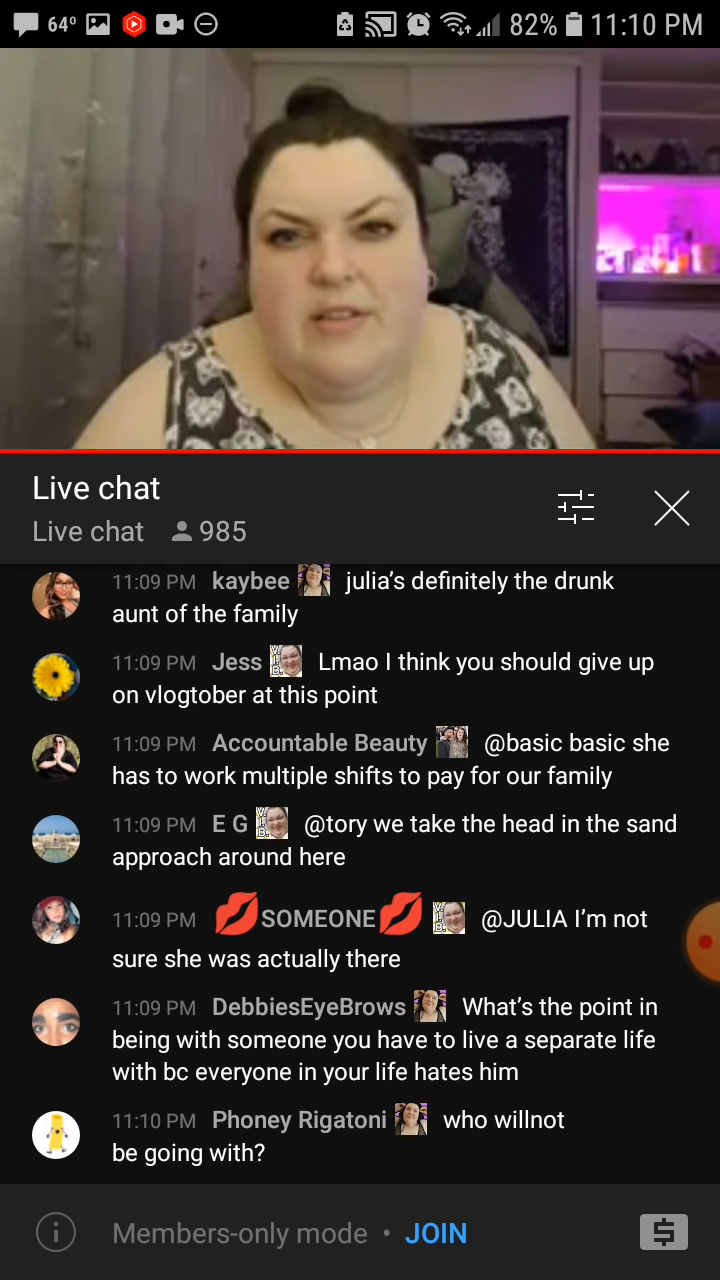 64° 82% 11:10 PM
Live chat
Live chat 985
11:09 PM kaybee julia's definitely the drunk
aunt of the family
11:09 PM Jess Lmao I think you should give up
on vlogtober at this point
11:09 PM Accountable Beauty @basic basic she
has to work multiple shifts to pay for our family
11:09 PM E G @tory we take the head in the sand
approach around here
11:09 PM 💋SOMEONE💋 @JULIA I'm not
sure she was actually there
11:09 PM DebbiesEyeBrows What's the point in
being with someone you have to live a separate life
with bc everyone in your life hates him
11:10 PM Phoney Rigatoni who willnot
be going with?
Members-only mode • JOIN